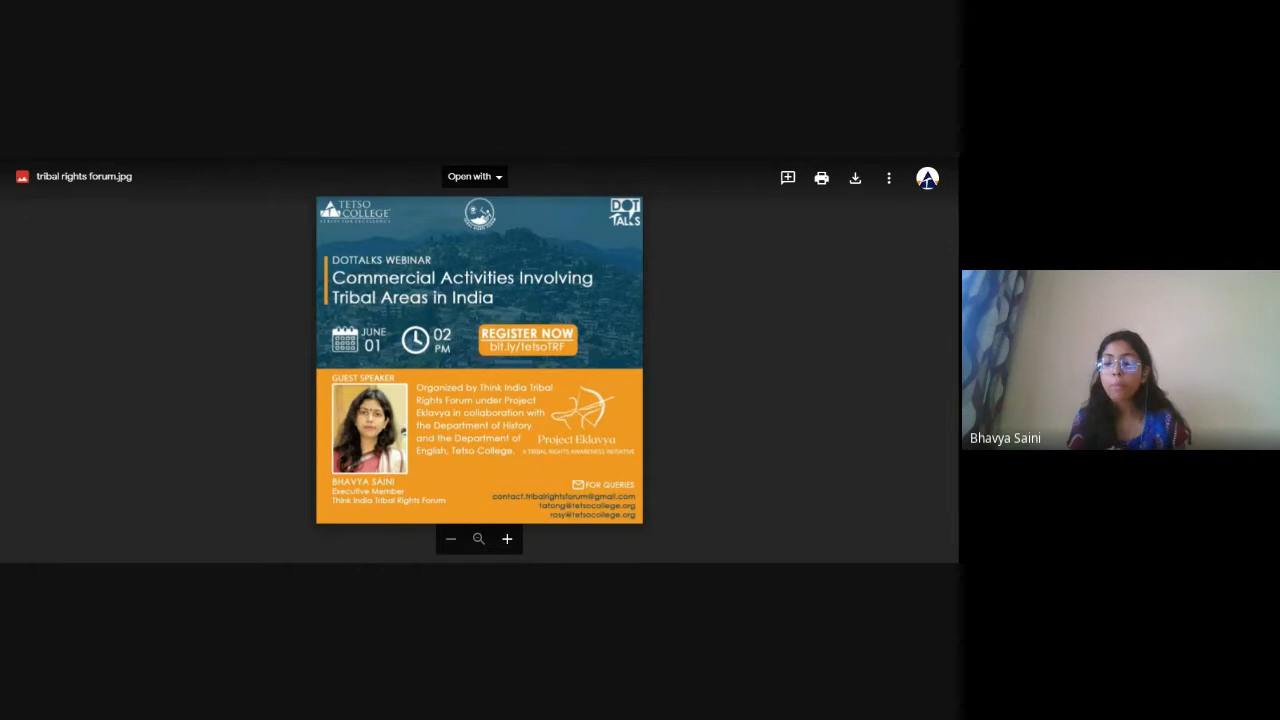 tribal rights forum.jpg
Open with
TETSO
COLLEGE
DOT
TALKS
DOTTALKS WEBINAR
Commercial Activities Involving
Tribal Areas in India
JUNE
01
02
PM
REGISTER NOW
bit.ly/tetsoTRF
GUEST SPEAKER
Organized by Think India Tribal
Rights Forum under Project
Eklavya in collaboration with
the Department of History
and the Department of
English, Tetso College.
Project Eklavya
A TRIBAL RIGHTS AWARENESS INITIATIVE
BHAVYA SAINI
Executive Member
Think India Tribal Rights Forum
FOR QUERIES
contact.tribalrightsforum@gmail.com
tatong@tetsocollege.org
rosy@tetsocollege.org
Bhavya Saini